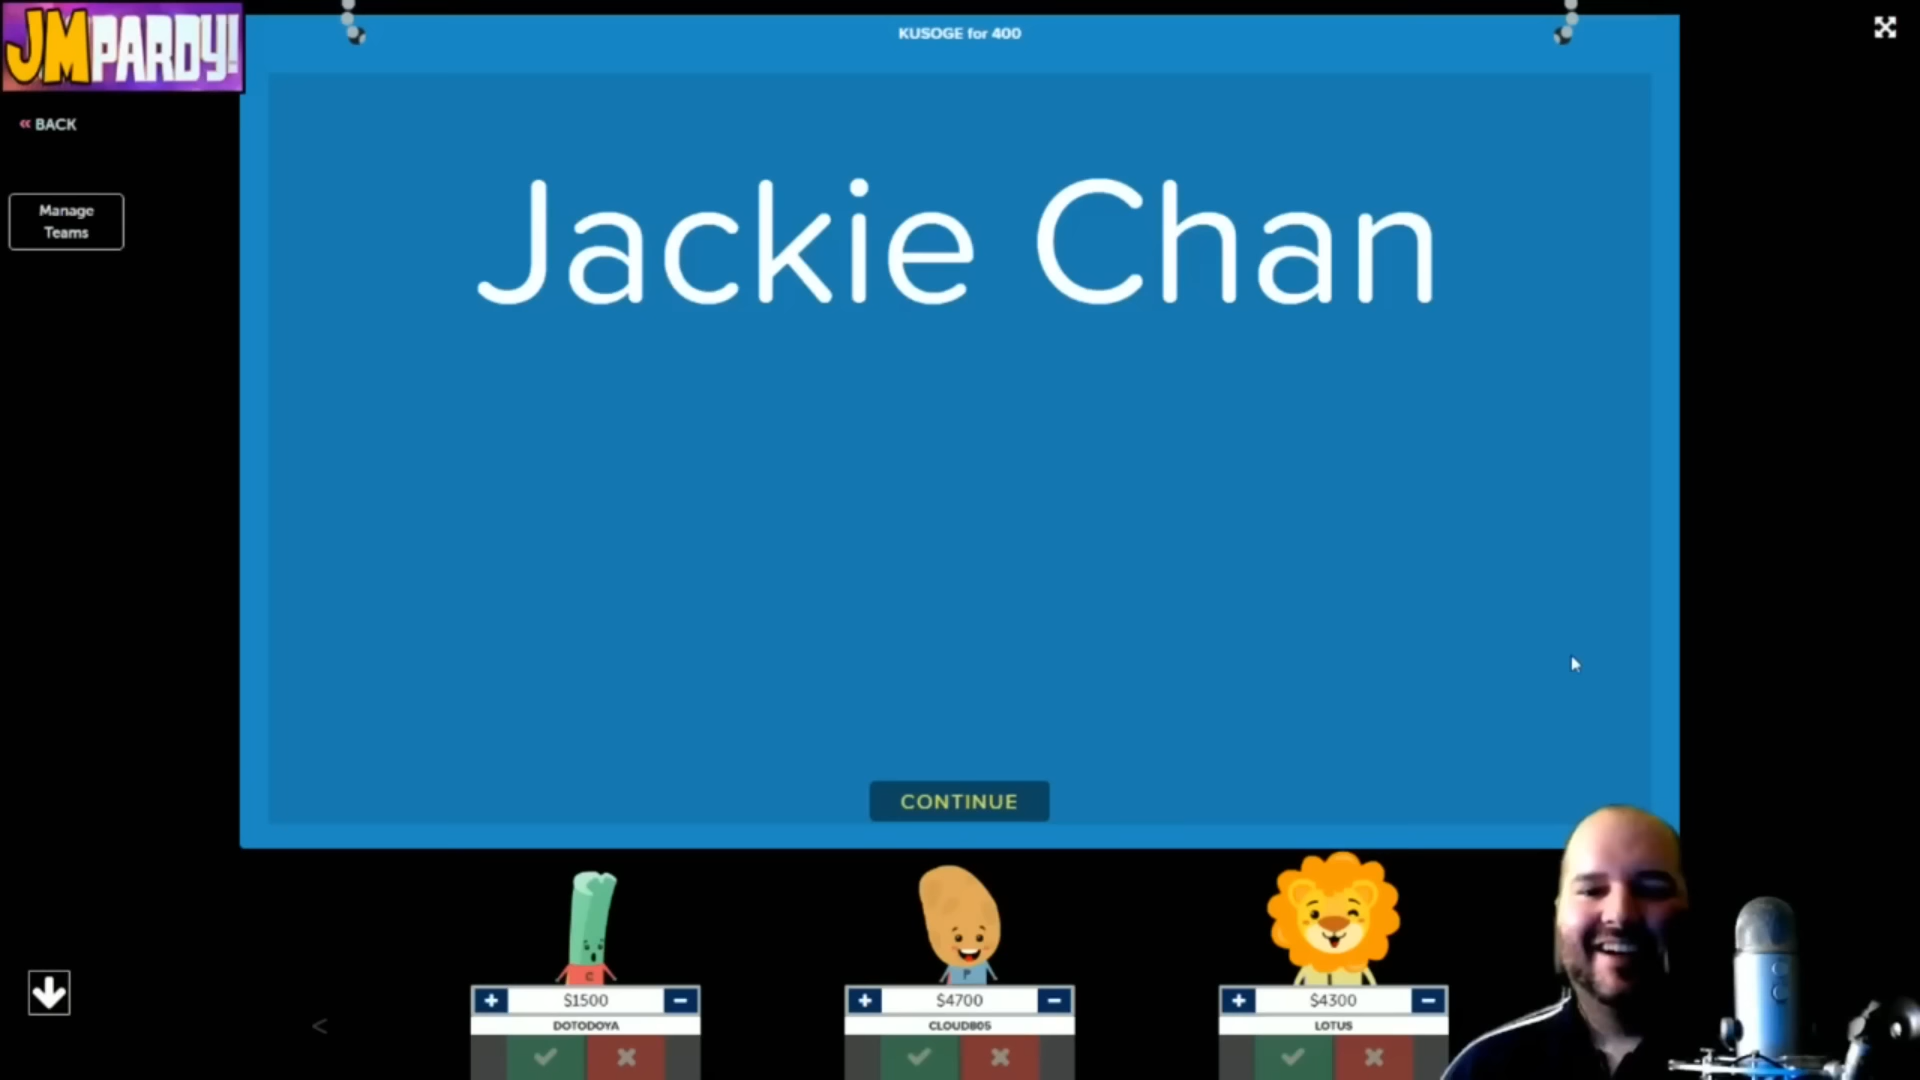 JMPARDY!
KUSOGE for 400
« BACK
Manage
Teams
Jackie Chan
CONTINUE
C
P
+ $1500 −
DOTODOYA
+ $4700 −
CLOUD805
+ $4300 −
LOTUS
<